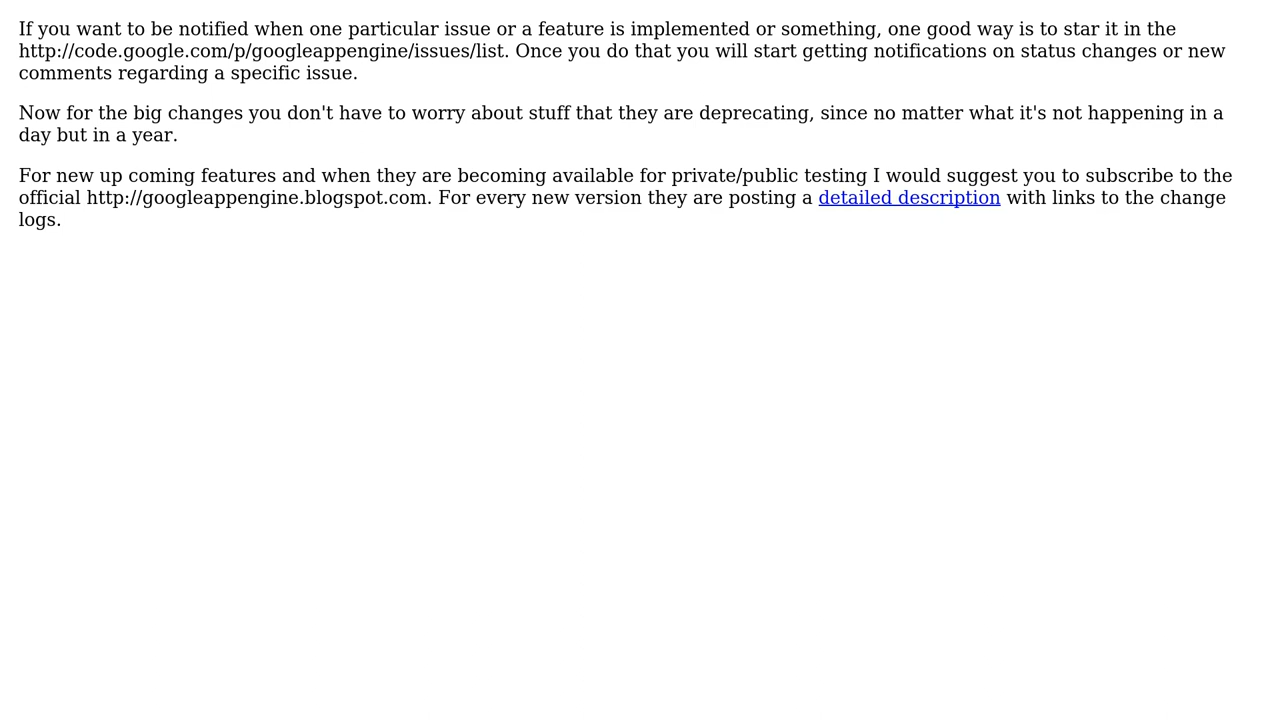 If you want to be notified when one particular issue or a feature is implemented or something, one good way is to star it in the
http://code.google.com/p/googleappengine/issues/list. Once you do that you will start getting notifications on status changes or new
comments regarding a specific issue.
Now for the big changes you don't have to worry about stuff that they are deprecating, since no matter what it's not happening in a
day but in a year.
For new up coming features and when they are becoming available for private/public testing I would suggest you to subscribe to the
official http://googleappengine.blogspot.com. For every new version they are posting a detailed description with links to the change
logs.